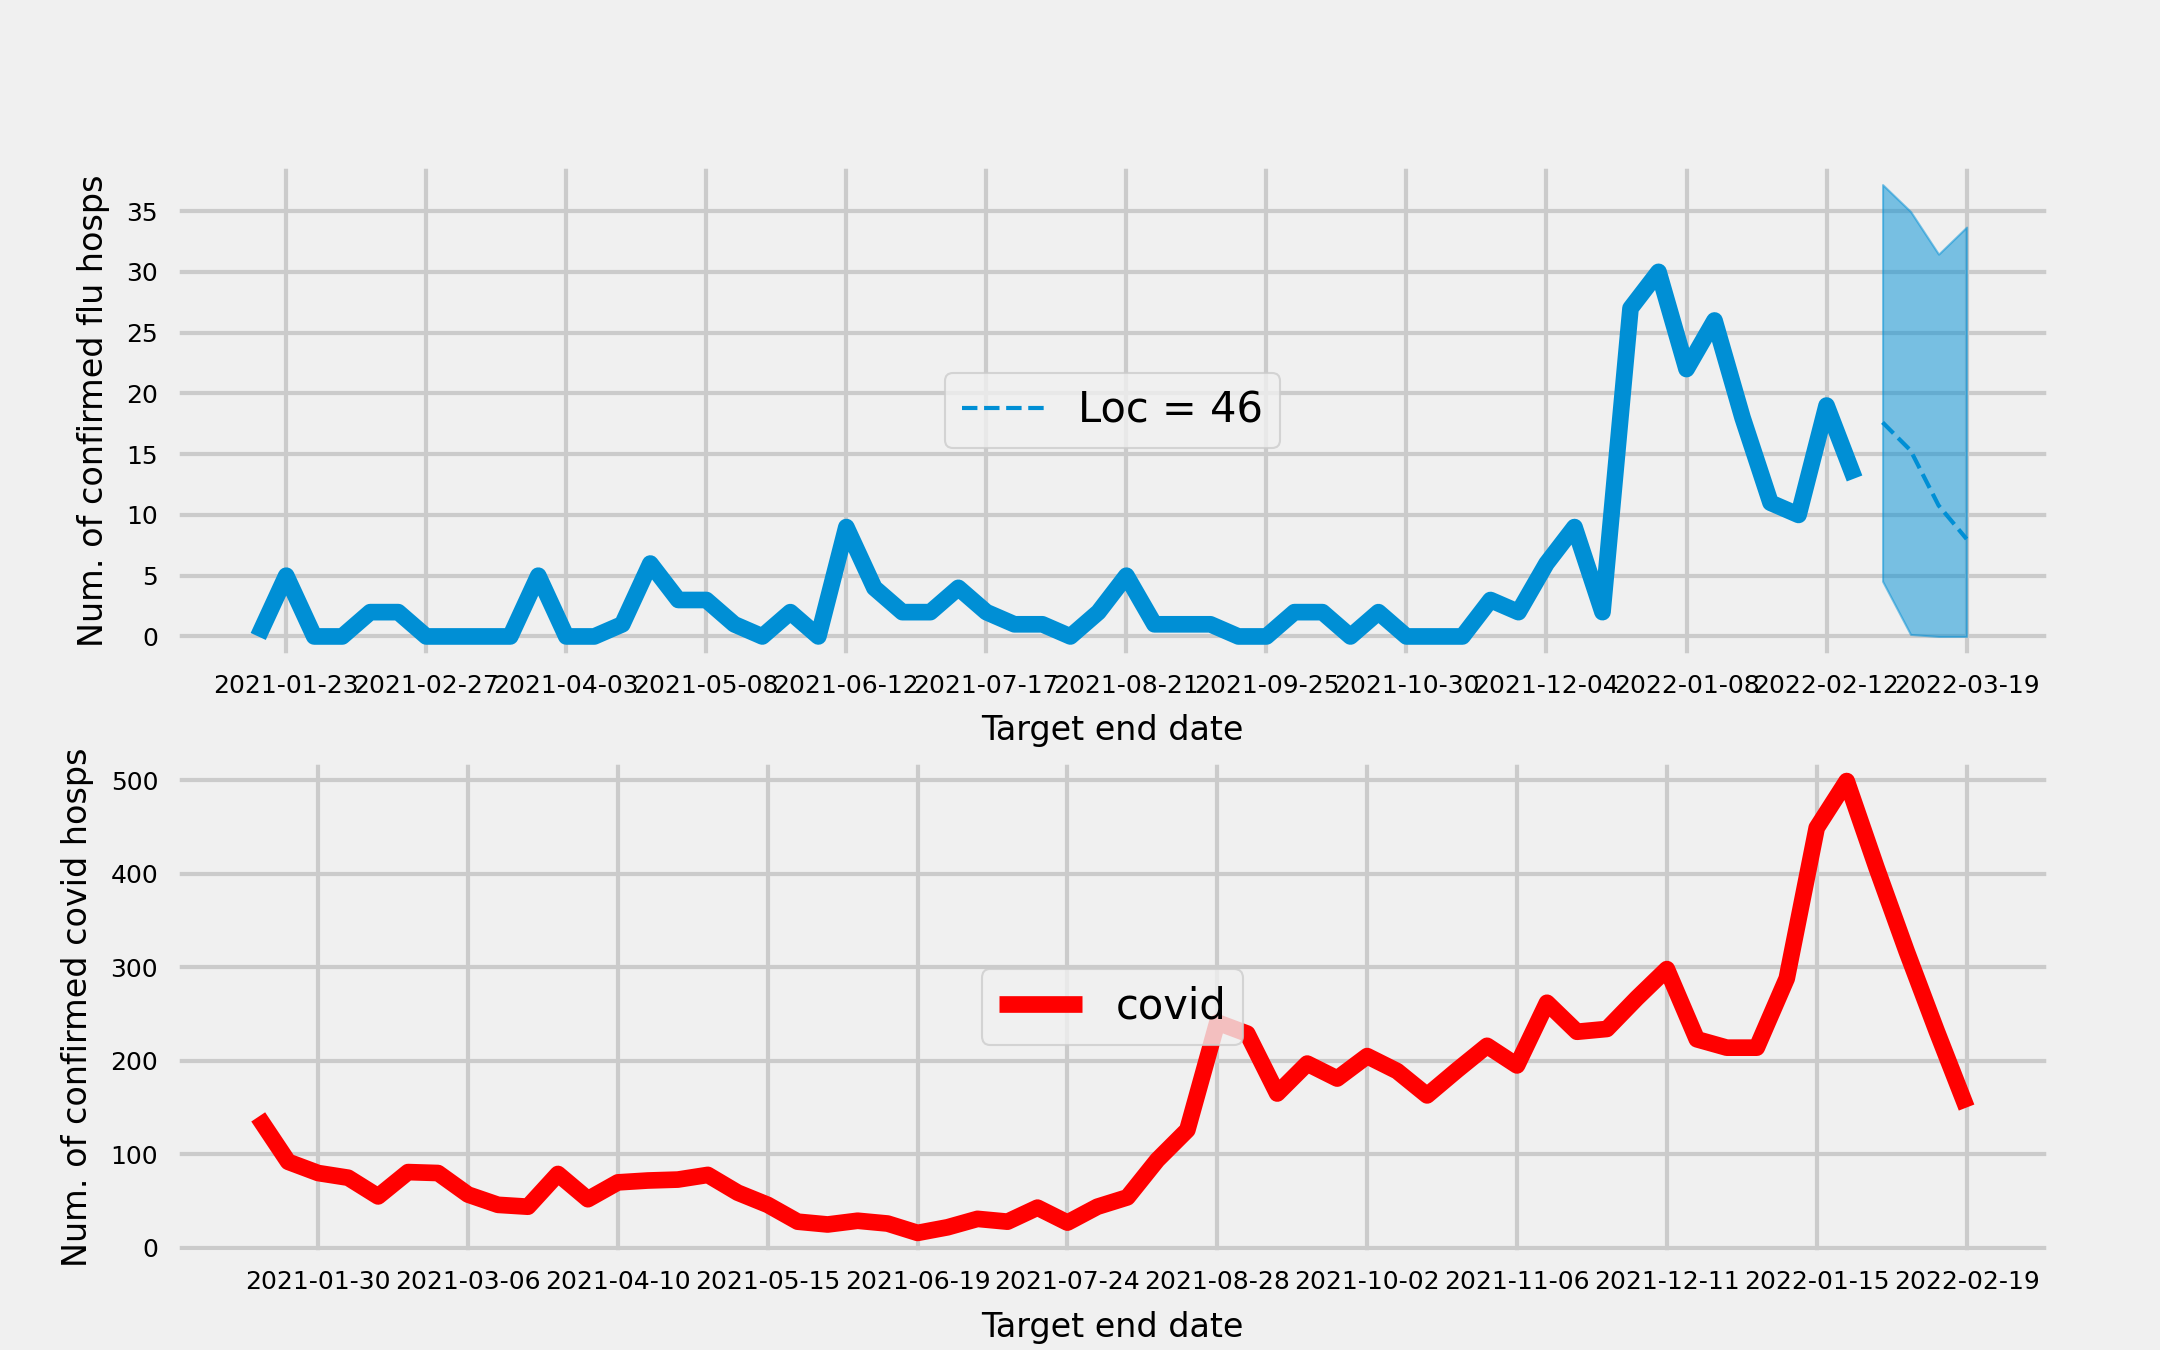 Num. of confirmed flu hosps
35
30
25
20
15
10
5
0
Loc = 46
2021-01-23 2021-02-27 2021-04-03 2021-05-08 2021-06-12 2021-07-17 2021-08-21 2021-09-25 2021-10-30 2021-12-04 2022-01-08 2022-02-12 2022-03-19
Target end date
Num. of confirmed covid hosps
500
400
300
200
100
0
covid
2021-01-30 2021-03-06 2021-04-10 2021-05-15 2021-06-19 2021-07-24 2021-08-28 2021-10-02 2021-11-06 2021-12-11 2022-01-15 2022-02-19
Target end date